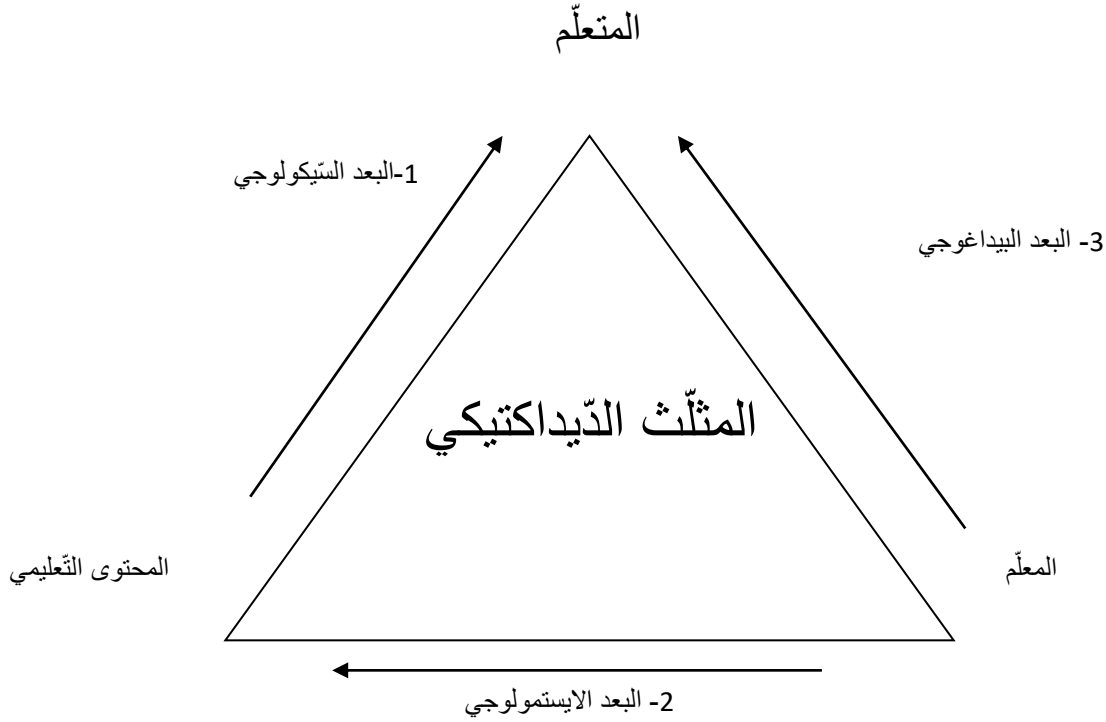 المتعلّم
1-البعد السّيكولوجي
3- البعد البيداغوجي
المثلّث الدّيداكتيكي
المحتوى التّعليمي
المعلّم
2- البعد الايستمولوجي